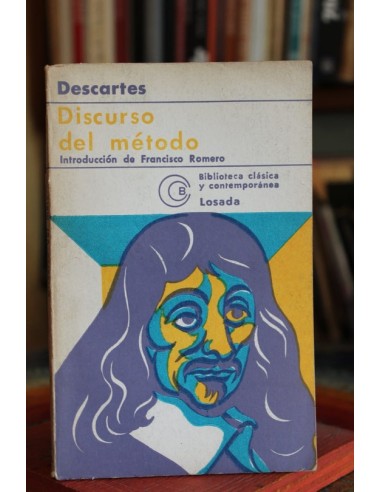 Descartes
Discurso
del método
Introducción de Francisco Romero
B
Biblioteca clásica
y contemporánea
Losada